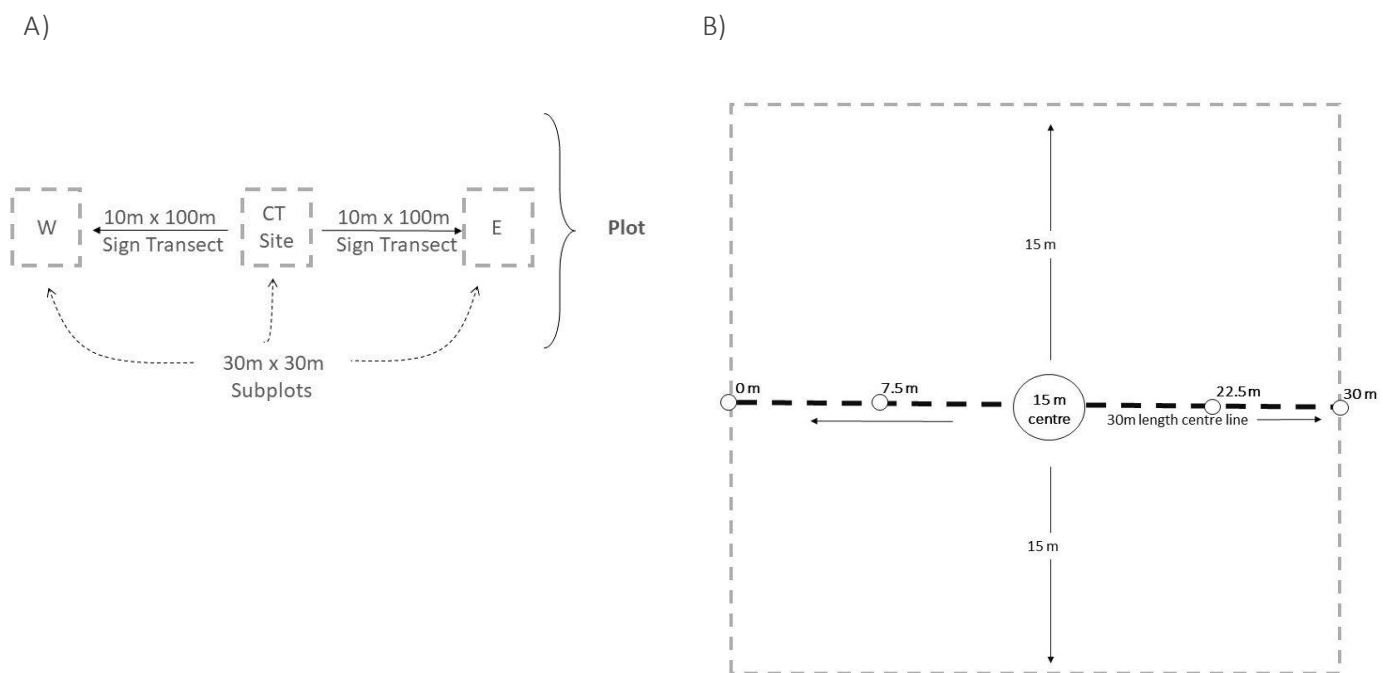 A)
B)
W
10m x 100m
Sign Transect
CT
Site
10m x 100m
Sign Transect
E
Plot
30m x 30m
Subplots
15 m
0 m
7.5 m
15 m
centre
22.5 m
30 m
30m length centre line
15 m